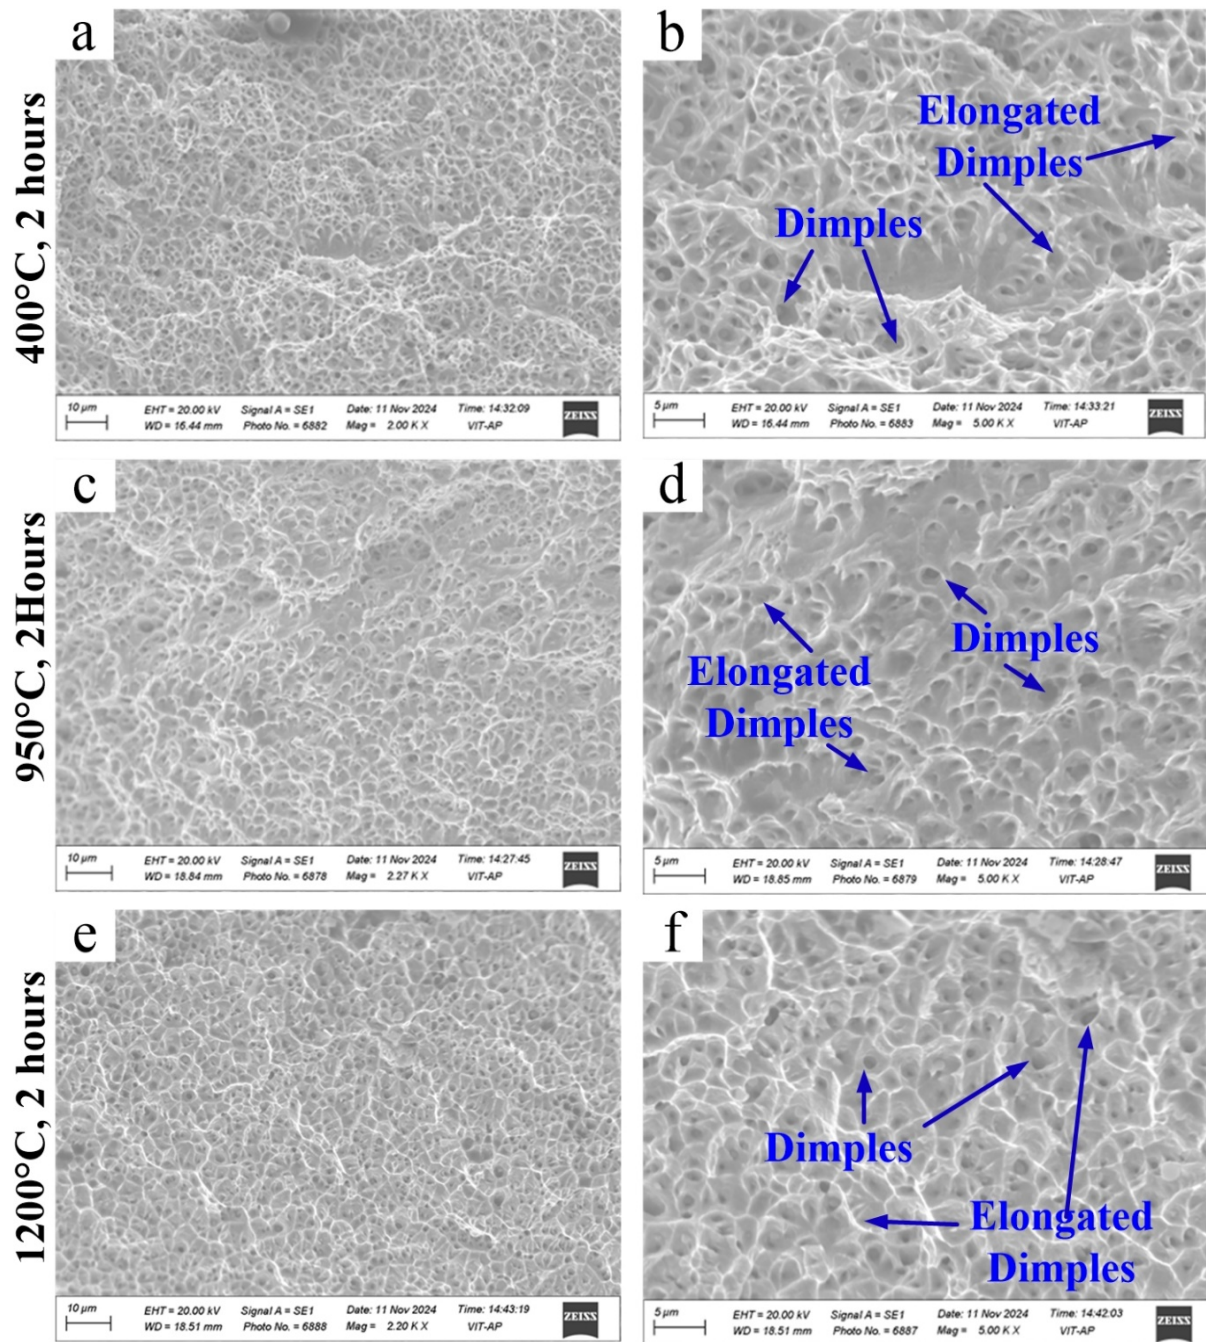 400°C, 2 hours
a
10 µm EHT = 20.00 kV Signal A = SE1 Date: 11 Nov 2024 Time: 14:32:09 ZEISS
WD = 16.44 mm Photo No. = 6882 Mag = 2.00 K X VIT-AP
b
Elongated
Dimples
Dimples
5 µm EHT = 20.00 kV Signal A = SE1 Date: 11 Nov 2024 Time: 14:33:21 ZEISS
WD = 16.44 mm Photo No. = 6883 Mag = 5.00 K X VIT-AP
950°C, 2Hours
c
10 µm EHT = 20.00 kV Signal A = SE1 Date: 11 Nov 2024 Time: 14:27:45 ZEISS
WD = 18.84 mm Photo No. = 6878 Mag = 2.27 K X VIT-AP
d
Dimples
Elongated
Dimples
5 µm EHT = 20.00 kV Signal A = SE1 Date: 11 Nov 2024 Time: 14:28:47 ZEISS
WD = 18.85 mm Photo No. = 6879 Mag = 5.00 K X VIT-AP
1200°C, 2 hours
e
10 µm EHT = 20.00 kV Signal A = SE1 Date: 11 Nov 2024 Time: 14:43:19 ZEISS
WD = 18.51 mm Photo No. = 6888 Mag = 2.20 K X VIT-AP
f
Dimples
Elongated
Dimples
5 µm EHT = 20.00 kV Signal A = SE1 Date: 11 Nov 2024 Time: 14:42:03 ZEISS
WD = 18.51 mm Photo No. = 6887 Mag = 5.00 K X VIT-AP